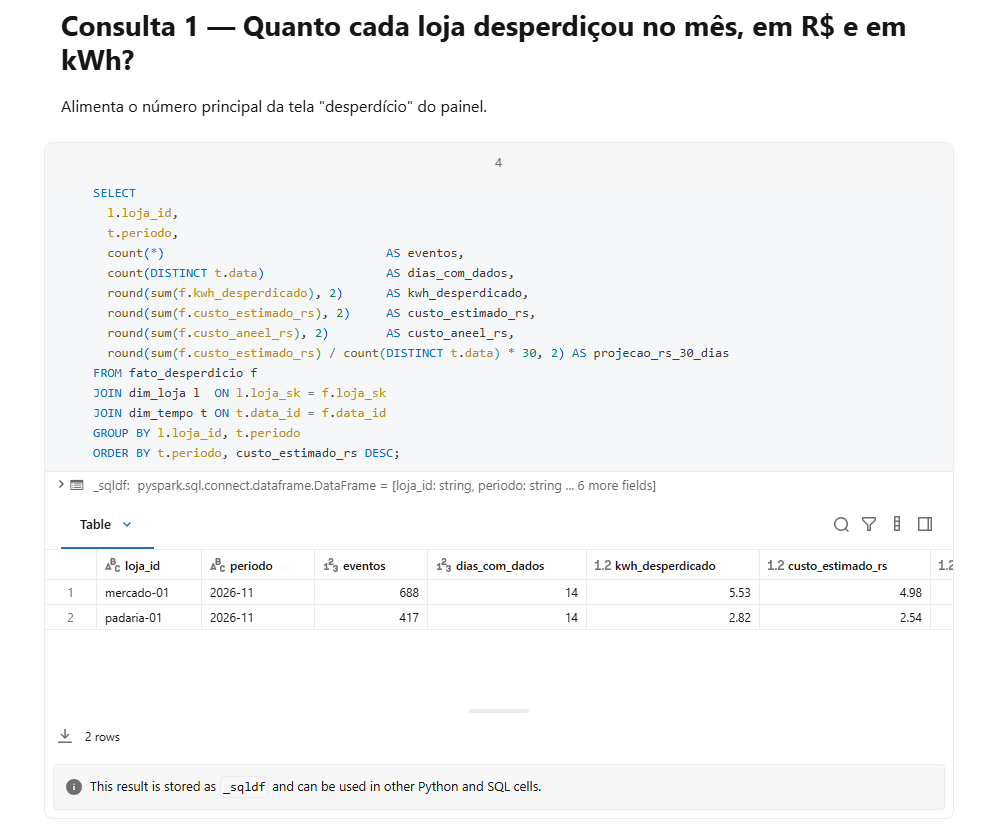 Consulta 1 — Quanto cada loja desperdiçou no mês, em R$ e em
kWh?
Alimenta o número principal da tela "desperdício" do painel.
4
SELECT
l.loja_id,
t.periodo,
count(*) AS eventos,
count(DISTINCT t.data) AS dias_com_dados,
round(sum(f.kwh_desperdicado), 2) AS kwh_desperdicado,
round(sum(f.custo_estimado_rs), 2) AS custo_estimado_rs,
round(sum(f.custo_aneel_rs), 2) AS custo_aneel_rs,
round(sum(f.custo_estimado_rs) / count(DISTINCT t.data) * 30, 2) AS projecao_rs_30_dias
FROM fato_desperdicio f
JOIN dim_loja l ON l.loja_sk = f.loja_sk
JOIN dim_tempo t ON t.data_id = f.data_id
GROUP BY l.loja_id, t.periodo
ORDER BY t.periodo, custo_estimado_rs DESC;
_sqldf: pyspark.sql.connect.dataframe.DataFrame = [loja_id: string, periodo: string ... 6 more fields]
Table
ABC loja_id ABC periodo 123 eventos 123 dias_com_dados 1.2 kwh_desperdicado 1.2 custo_estimado_rs 1.2
1 mercado-01 2026-11 688 14 5.53 4.98
2 padaria-01 2026-11 417 14 2.82 2.54
2 rows
This result is stored as _sqldf and can be used in other Python and SQL cells.